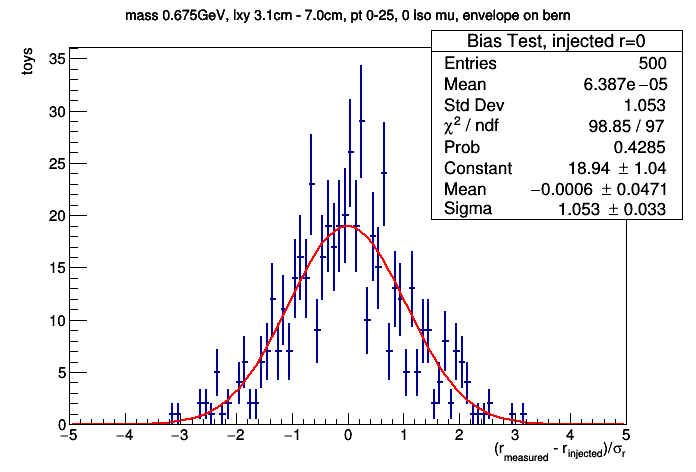 mass 0.675GeV, lxy 3.1cm - 7.0cm, pt 0-25, 0 Iso mu, envelope on bern
Bias Test, injected r=0
Entries 500
Mean 6.387e−05
Std Dev 1.053
χ² / ndf 98.85 / 97
Prob 0.4285
Constant 18.94 ± 1.04
Mean −0.0006 ± 0.0471
Sigma 1.053 ± 0.033
toys
35
30
25
20
15
10
5
0
−5 −4 −3 −2 −1 0 1 2 3 4 5
(r_measured - r_injected)/σ_r